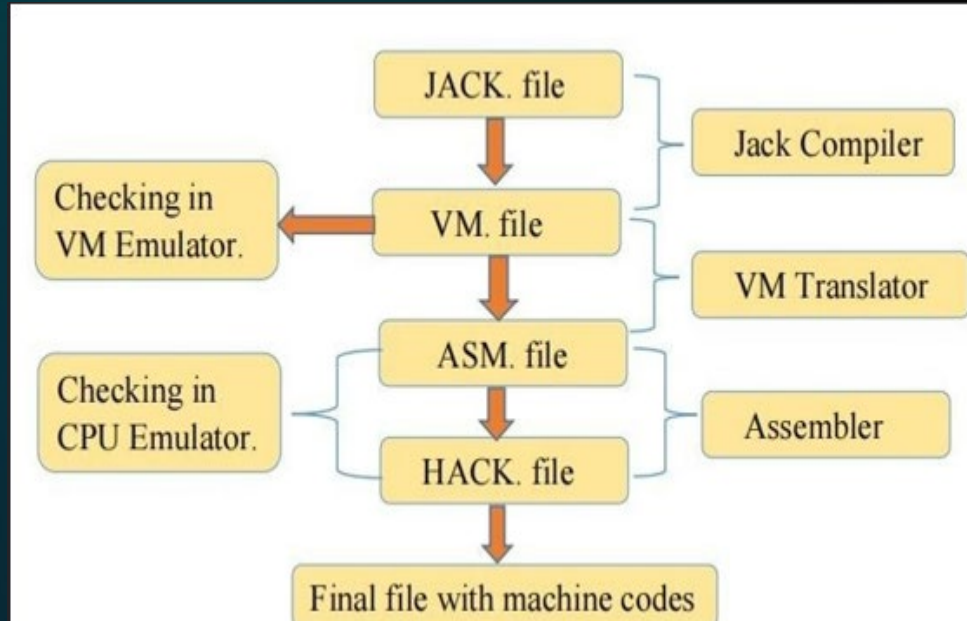 JACK. file
Jack Compiler
Checking in
VM Emulator.
VM. file
VM Translator
ASM. file
Checking in
CPU Emulator.
Assembler
HACK. file
Final file with machine codes